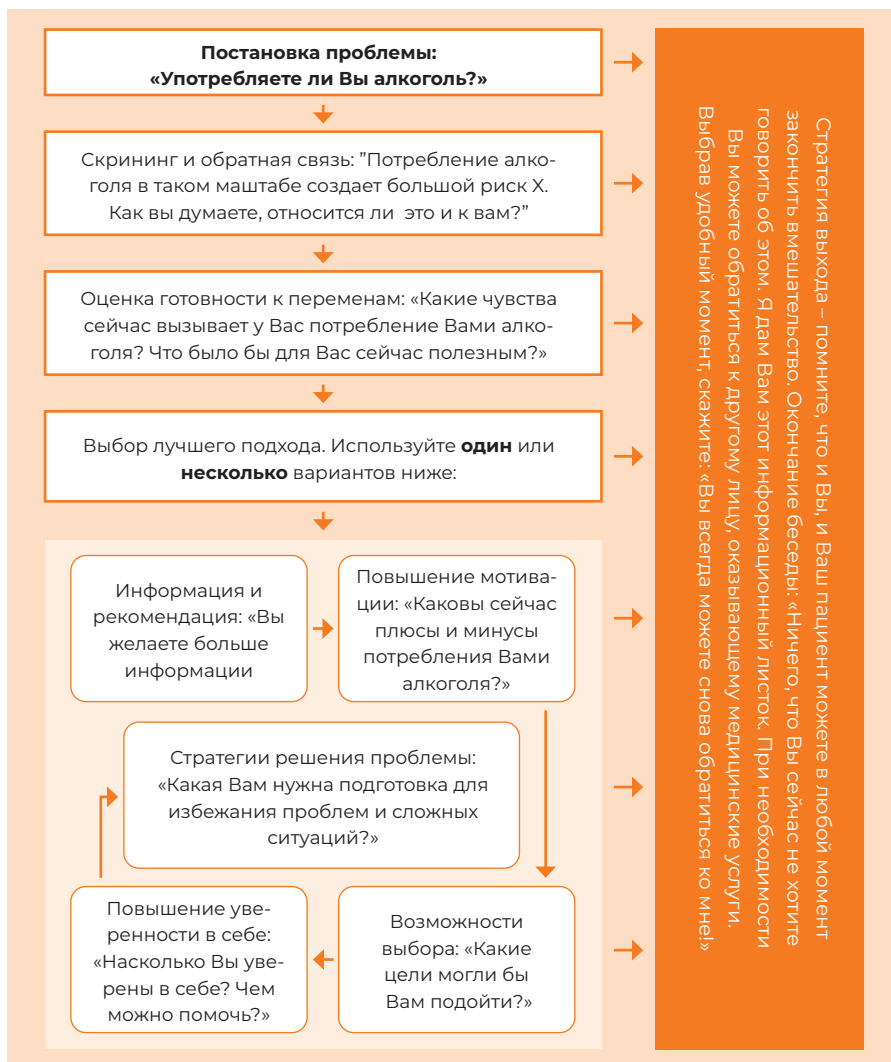 Постановка проблемы:
«Употребляете ли Вы алкоголь?»
Скрининг и обратная связь: ”Потребление алко-
голя в таком масштабе создает большой риск X.
Как вы думаете, относится ли это и к вам?”
Оценка готовности к переменам: «Какие чувства
сейчас вызывает у Вас потребление Вами алко-
голя? Что было бы для Вас сейчас полезным?»
Выбор лучшего подхода. Используйте один или
несколько вариантов ниже:
Информация и
рекомендация: «Вы
желаете больше
информации
Повышение мотива-
ции: «Каковы сейчас
плюсы и минусы
потребления Вами
алкоголя?»
Стратегии решения проблемы:
«Какая Вам нужна подготовка для
избежания проблем и сложных
ситуаций?»
Повышение уве-
ренности в себе:
«Насколько Вы уве-
рены в себе? Чем
можно помочь?»
Возможности
выбора: «Какие
цели могли бы
Вам подойти?»
Стратегия выхода – помните, что и Вы, и Ваш пациент можете в любой момент
закончить вмешательство. Окончание беседы: «Ничего, что Вы сейчас не хотите
говорить об этом. Я дам Вам этот информационный листок. При необходимости
Вы можете обратиться к другому лицу, оказывающему медицинские услуги.
Выбрав удобный момент, скажите: «Вы всегда можете снова обратиться ко мне!»